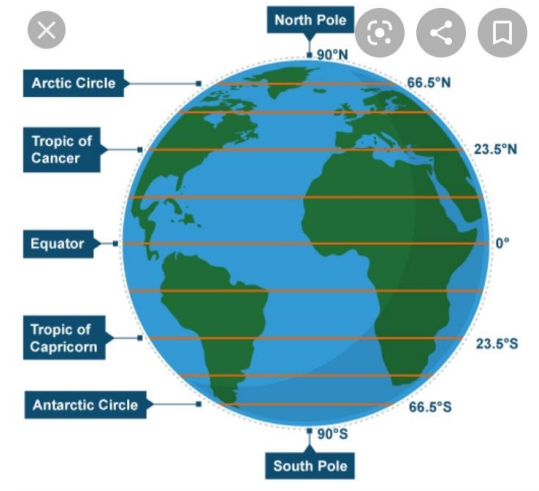 North Pole
90°N
Arctic Circle
66.5°N
Tropic of
Cancer
23.5°N
Equator
0°
Tropic of
Capricorn
23.5°S
Antarctic Circle
66.5°S
90°S
South Pole